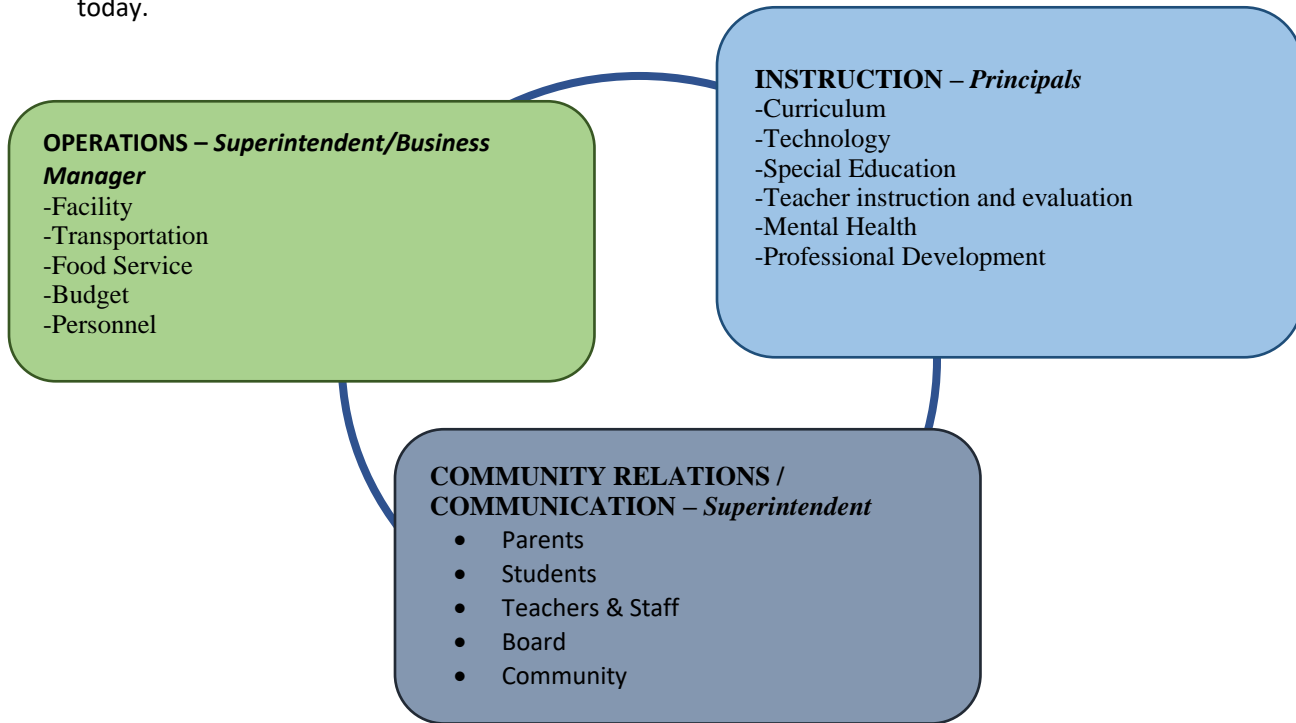 today.
OPERATIONS – Superintendent/Business
Manager
-Facility
-Transportation
-Food Service
-Budget
-Personnel
INSTRUCTION – Principals
-Curriculum
-Technology
-Special Education
-Teacher instruction and evaluation
-Mental Health
-Professional Development
COMMUNITY RELATIONS /
COMMUNICATION – Superintendent
• Parents
• Students
• Teachers & Staff
• Board
• Community